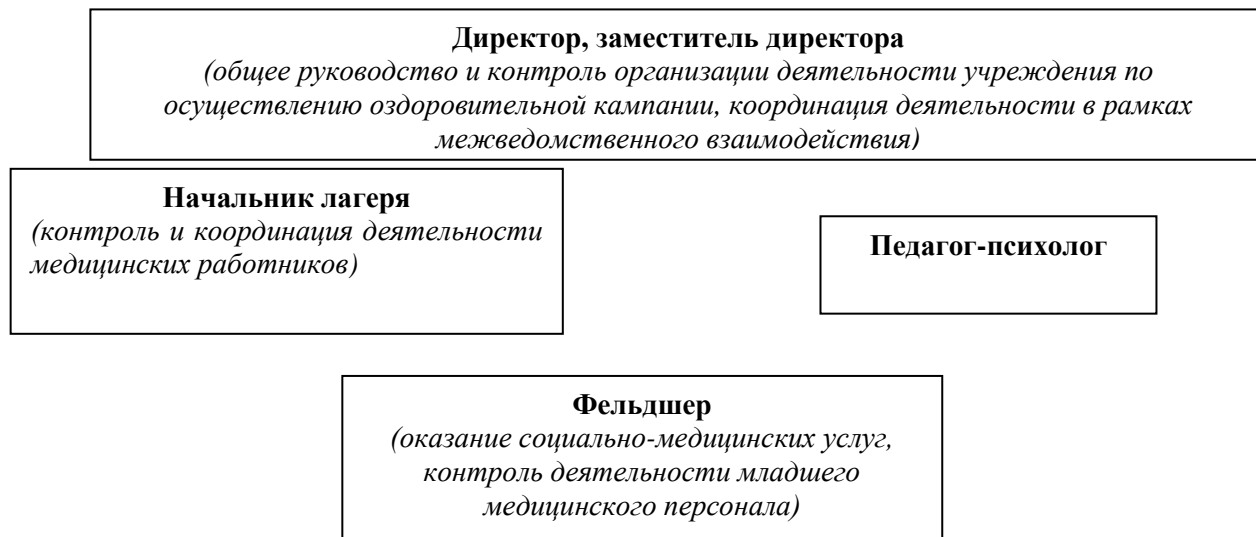 Директор, заместитель директора
(общее руководство и контроль организации деятельности учреждения по
осуществлению оздоровительной кампании, координация деятельности в рамках
межведомственного взаимодействия)
Начальник лагеря
(контроль и координация деятельности
медицинских работников)
Педагог-психолог
Фельдшер
(оказание социально-медицинских услуг,
контроль деятельности младшего
медицинского персонала)